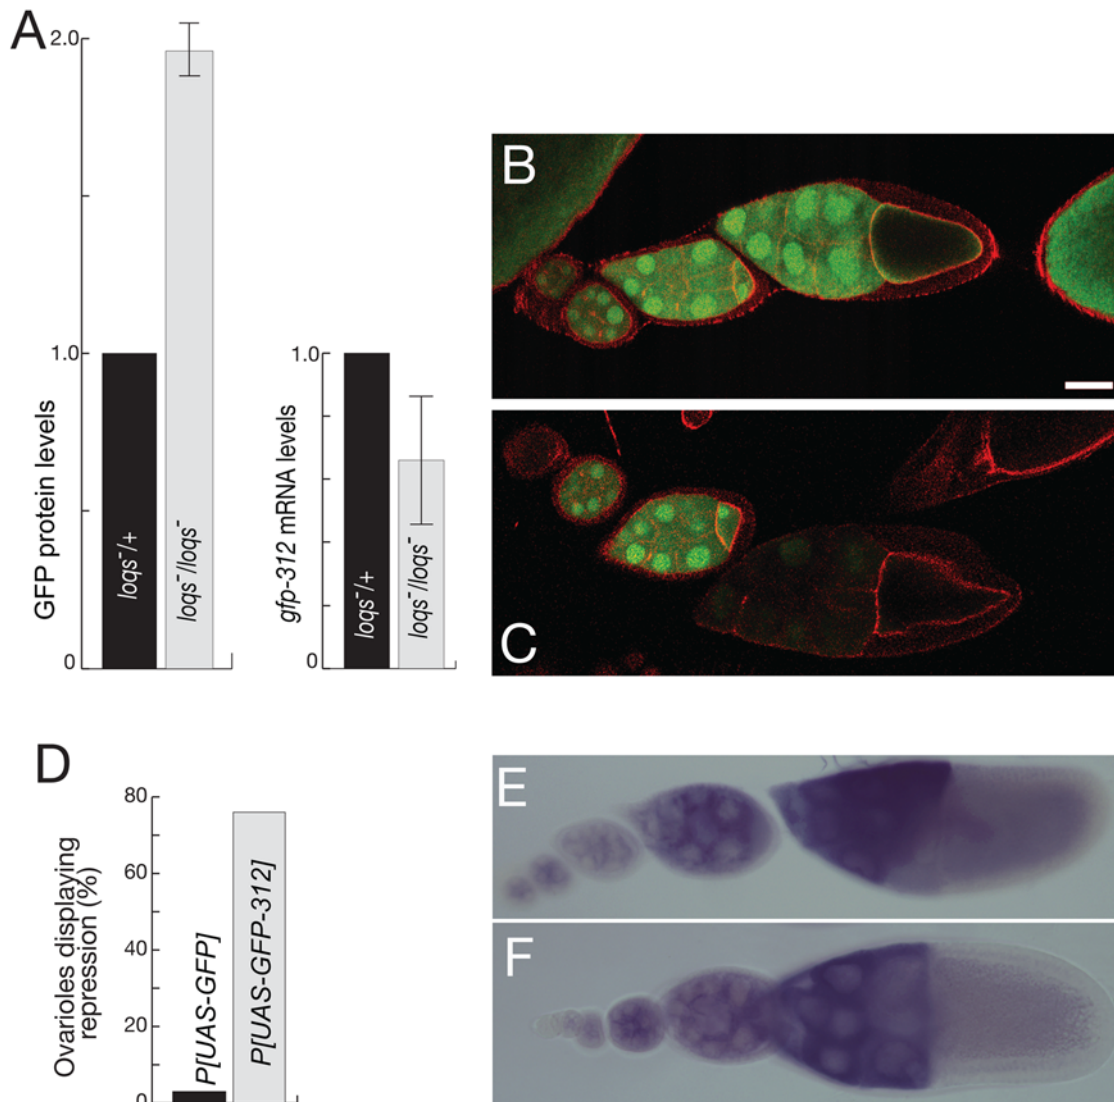 A
2.0
1.0
0
GFP protein levels
loqs⁻/+
loqs⁻/loqs⁻
1.0
0
gfp-312 mRNA levels
loqs⁻/+
loqs⁻/loqs⁻
B
C
D
80
60
40
20
0
Ovarioles displaying
repression (%)
P[UAS-GFP]
P[UAS-GFP-312]
E
F